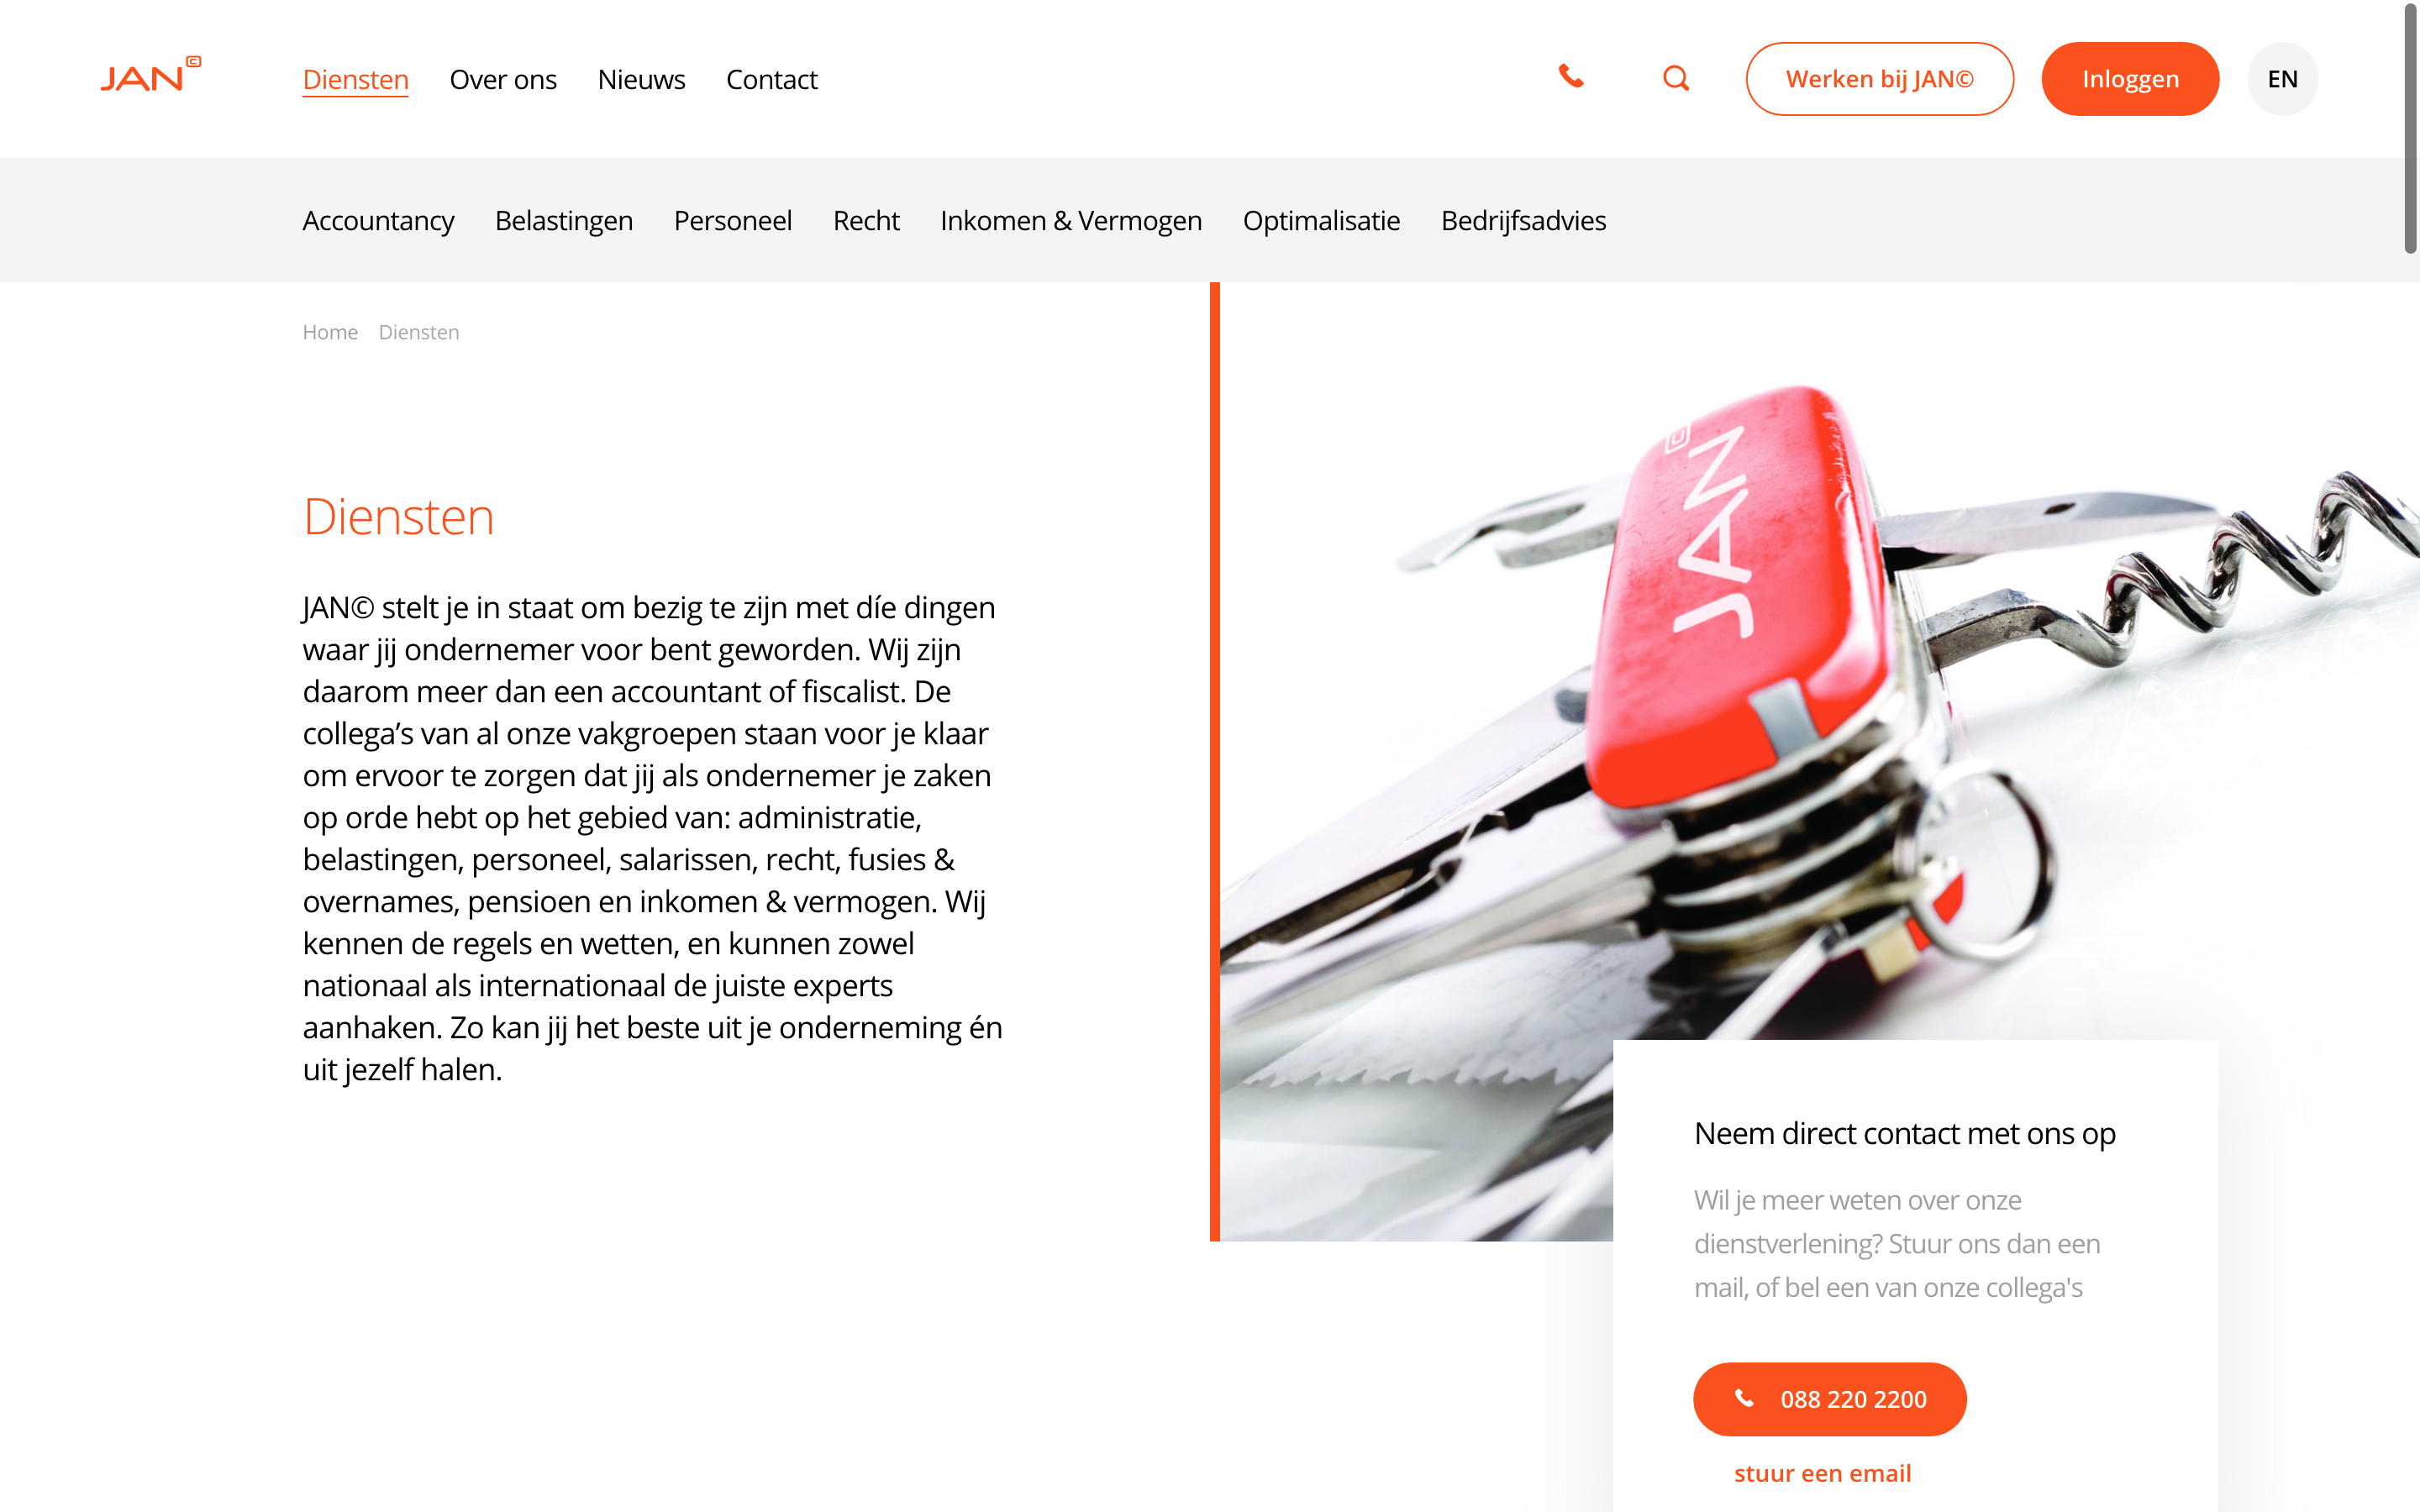 JAN©
Diensten Over ons Nieuws Contact
Werken bij JAN© Inloggen EN
Accountancy Belastingen Personeel Recht Inkomen & Vermogen Optimalisatie Bedrijfsadvies
Home Diensten
Diensten
JAN© stelt je in staat om bezig te zijn met díe dingen
waar jij ondernemer voor bent geworden. Wij zijn
daarom meer dan een accountant of fiscalist. De
collega’s van al onze vakgroepen staan voor je klaar
om ervoor te zorgen dat jij als ondernemer je zaken
op orde hebt op het gebied van: administratie,
belastingen, personeel, salarissen, recht, fusies &
overnames, pensioen en inkomen & vermogen. Wij
kennen de regels en wetten, en kunnen zowel
nationaal als internationaal de juiste experts
aanhaken. Zo kan jij het beste uit je onderneming én
uit jezelf halen.
JAN©
Neem direct contact met ons op
Wil je meer weten over onze
dienstverlening? Stuur ons dan een
mail, of bel een van onze collega's
088 220 2200
stuur een email